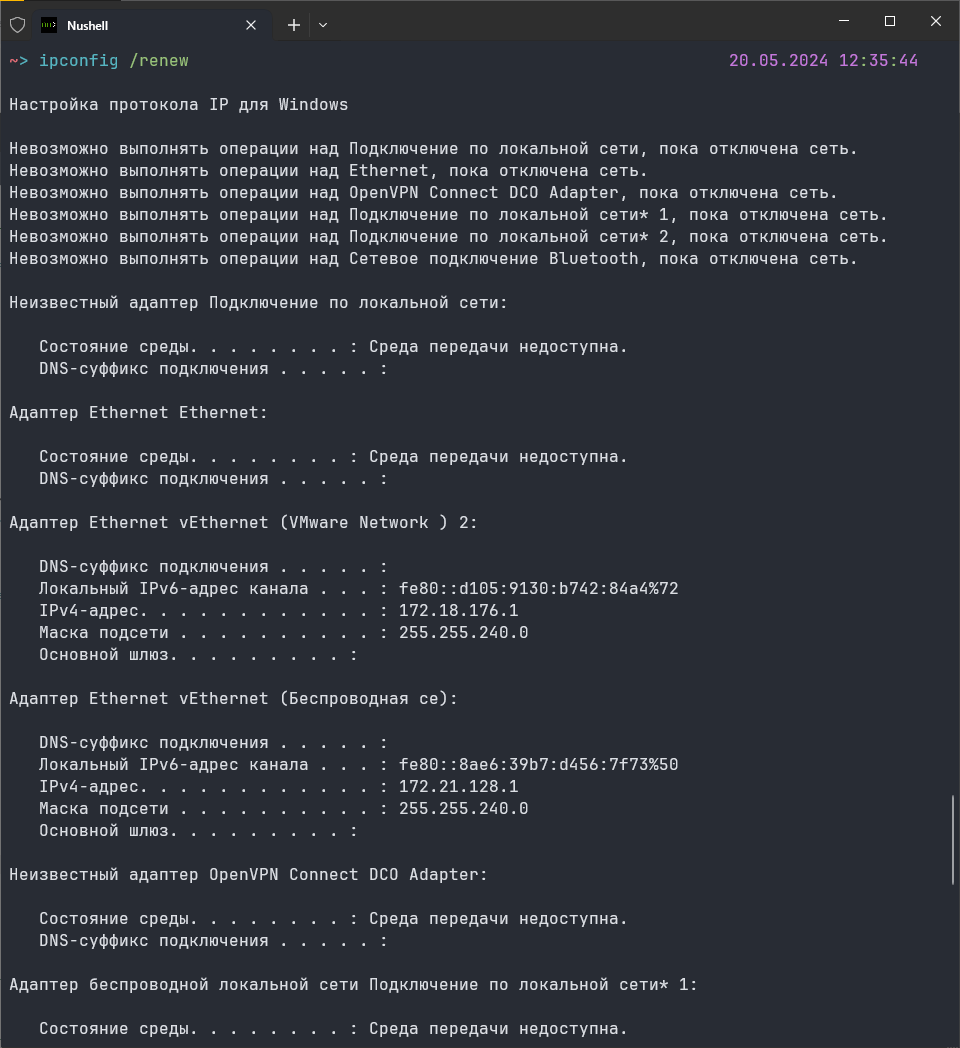 Nushell
~> ipconfig /renew 20.05.2024 12:35:44
Настройка протокола IP для Windows
Невозможно выполнять операции над Подключение по локальной сети, пока отключена сеть.
Невозможно выполнять операции над Ethernet, пока отключена сеть.
Невозможно выполнять операции над OpenVPN Connect DCO Adapter, пока отключена сеть.
Невозможно выполнять операции над Подключение по локальной сети* 1, пока отключена сеть.
Невозможно выполнять операции над Подключение по локальной сети* 2, пока отключена сеть.
Невозможно выполнять операции над Сетевое подключение Bluetooth, пока отключена сеть.
Неизвестный адаптер Подключение по локальной сети:
Состояние среды. . . . . . . . : Среда передачи недоступна.
DNS-суффикс подключения . . . . . :
Адаптер Ethernet Ethernet:
Состояние среды. . . . . . . . : Среда передачи недоступна.
DNS-суффикс подключения . . . . . :
Адаптер Ethernet vEthernet (VMware Network ) 2:
DNS-суффикс подключения . . . . . :
Локальный IPv6-адрес канала . . . : fe80::d105:9130:b742:84a4%72
IPv4-адрес. . . . . . . . . . . . : 172.18.176.1
Маска подсети . . . . . . . . . . : 255.255.240.0
Основной шлюз. . . . . . . . . :
Адаптер Ethernet vEthernet (Беспроводная се):
DNS-суффикс подключения . . . . . :
Локальный IPv6-адрес канала . . . : fe80::8ae6:39b7:d456:7f73%50
IPv4-адрес. . . . . . . . . . . . : 172.21.128.1
Маска подсети . . . . . . . . . . : 255.255.240.0
Основной шлюз. . . . . . . . . :
Неизвестный адаптер OpenVPN Connect DCO Adapter:
Состояние среды. . . . . . . . : Среда передачи недоступна.
DNS-суффикс подключения . . . . . :
Адаптер беспроводной локальной сети Подключение по локальной сети* 1:
Состояние среды. . . . . . . . : Среда передачи недоступна.